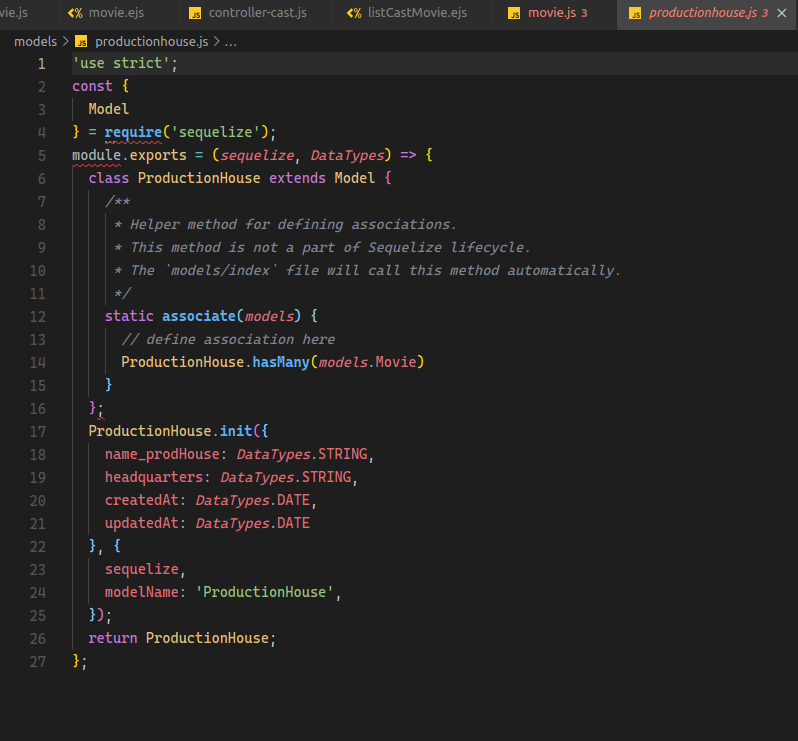 vie.js <% movie.ejs JS controller-cast.js <% listCastMovie.ejs JS movie.js 3 JS productionhouse.js 3 ×
models > JS productionhouse.js > ...
1 'use strict';
2 const {
3 Model
4 } = require('sequelize');
5 module.exports = (sequelize, DataTypes) => {
6 class ProductionHouse extends Model {
7 /**
8 * Helper method for defining associations.
9 * This method is not a part of Sequelize lifecycle.
10 * The `models/index` file will call this method automatically.
11 */
12 static associate(models) {
13 // define association here
14 ProductionHouse.hasMany(models.Movie)
15 }
16 };
17 ProductionHouse.init({
18 name_prodHouse: DataTypes.STRING,
19 headquarters: DataTypes.STRING,
20 createdAt: DataTypes.DATE,
21 updatedAt: DataTypes.DATE
22 }, {
23 sequelize,
24 modelName: 'ProductionHouse',
25 });
26 return ProductionHouse;
27 };